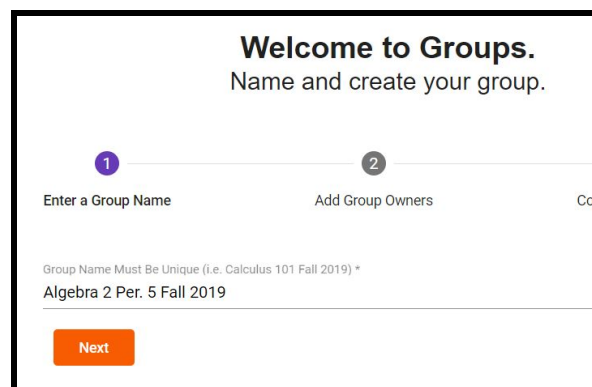 Welcome to Groups.
Name and create your group.
1
2
Enter a Group Name
Add Group Owners
Group Name Must Be Unique (i.e. Calculus 101 Fall 2019) *
Algebra 2 Per. 5 Fall 2019
Next